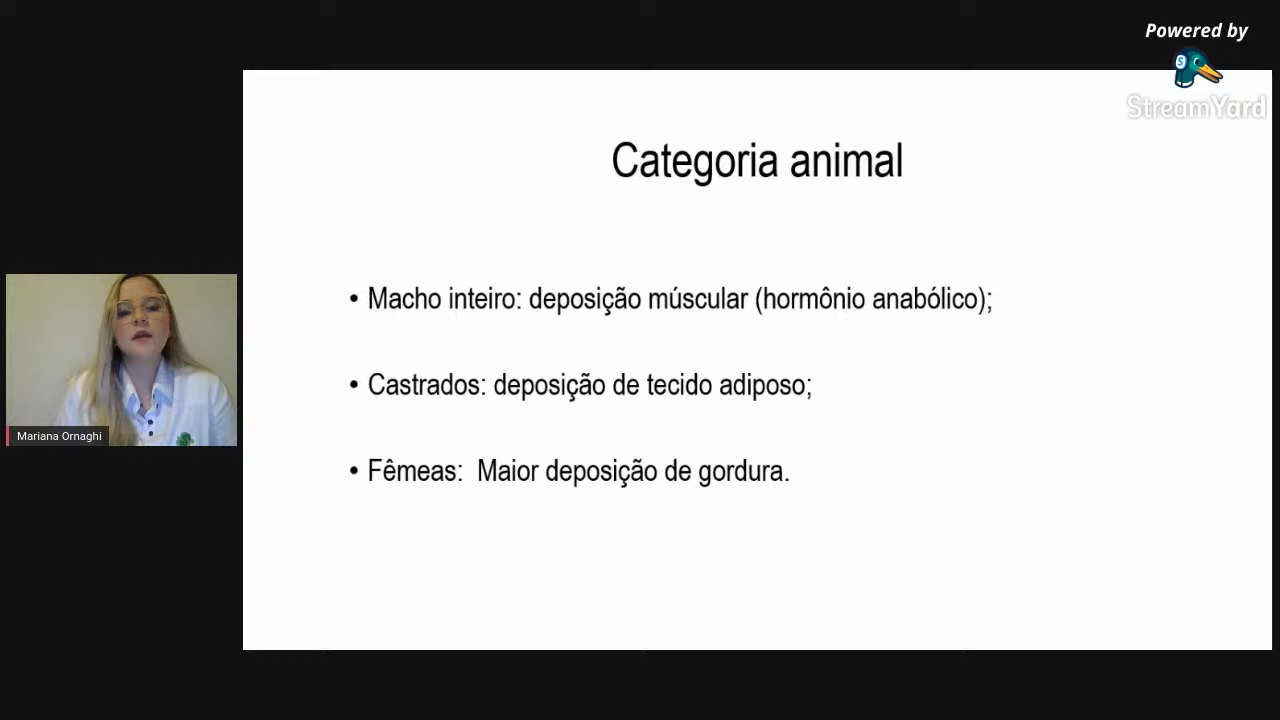 Powered by
StreamYard
Categoria animal
• Macho inteiro: deposição múscular (hormônio anabólico);
• Castrados: deposição de tecido adiposo;
• Fêmeas:  Maior deposição de gordura.
Mariana Ornaghi